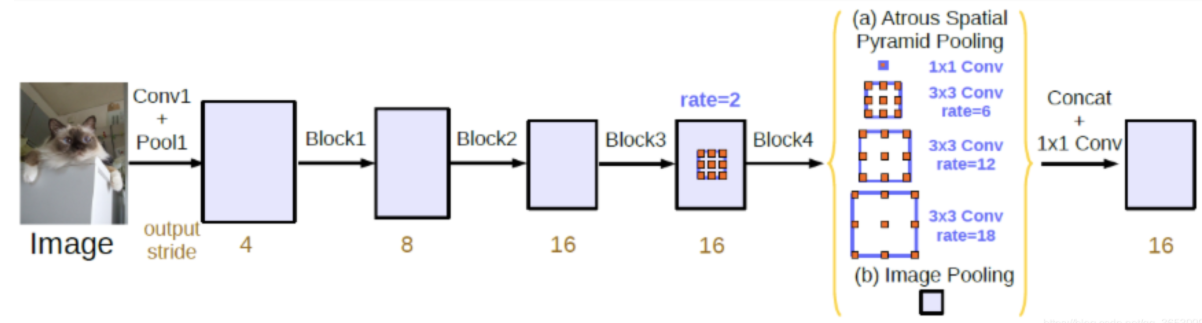 (a) Atrous Spatial
Pyramid Pooling
1x1 Conv
3x3 Conv
rate=6
3x3 Conv
rate=12
3x3 Conv
rate=18
(b) Image Pooling
Conv1
+
Pool1
Block1
Block2
Block3
rate=2
Block4
Concat
+
1x1 Conv
Image
output
stride
4
8
16
16
16